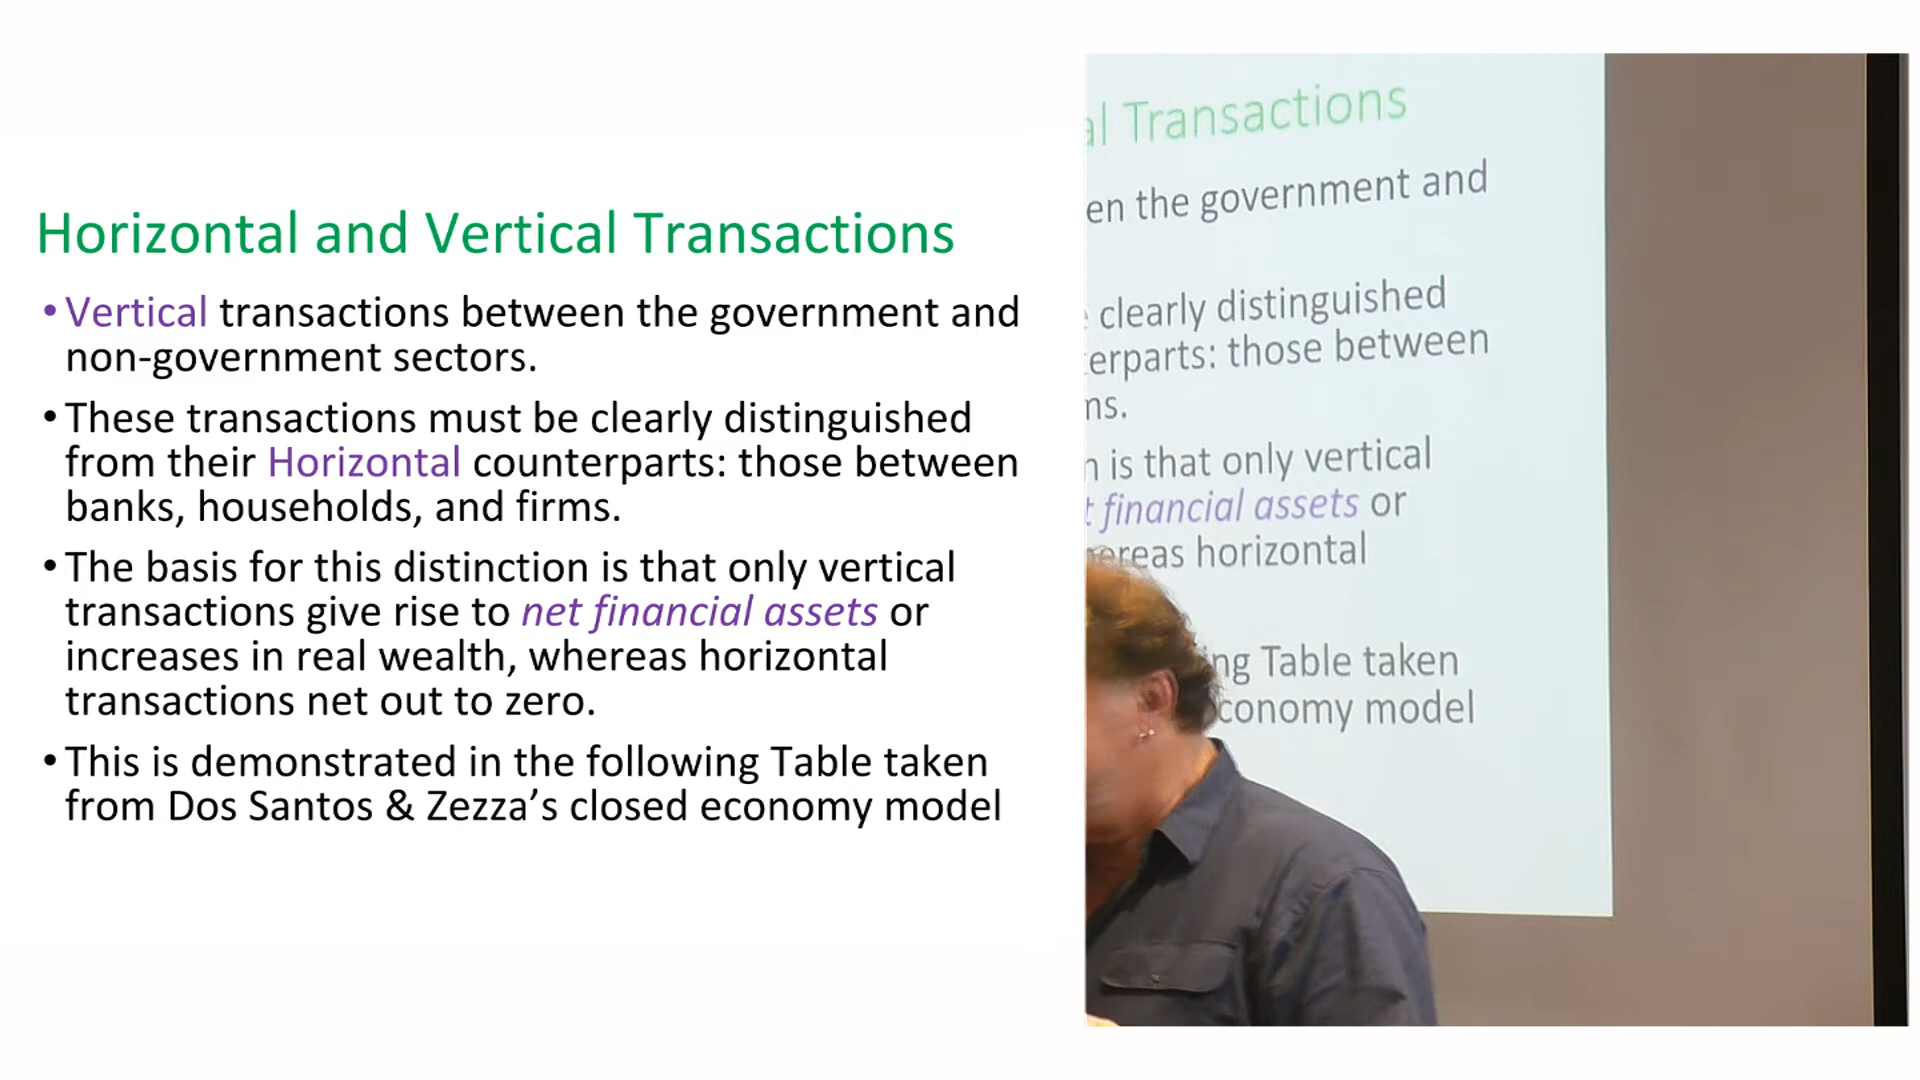 Horizontal and Vertical Transactions
• Vertical transactions between the government and
non-government sectors.
• These transactions must be clearly distinguished
from their Horizontal counterparts: those between
banks, households, and firms.
• The basis for this distinction is that only vertical
transactions give rise to net financial assets or
increases in real wealth, whereas horizontal
transactions net out to zero.
• This is demonstrated in the following Table taken
from Dos Santos & Zezza’s closed economy model
al Transactions
en the government and
clearly distinguished
erparts: those between
ms.
is that only vertical
t financial assets or
ereas horizontal
ng Table taken
conomy model